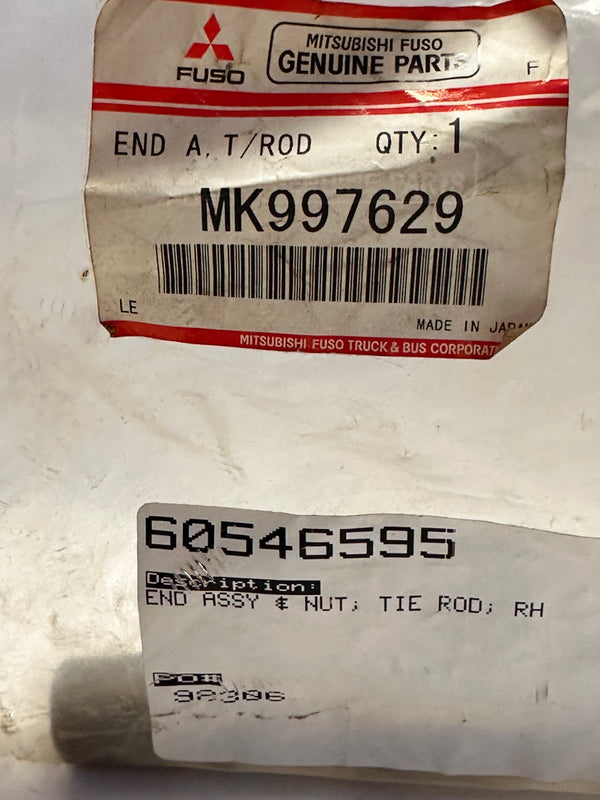 FUSO
MITSUBISHI FUSO
GENUINE PARTS
F
END A, T/ROD QTY:1
MK997629
LE
MADE IN JAPAN
MITSUBISHI FUSO TRUCK & BUS CORPORAT
60546595
Description:
END ASSY & NUT; TIE ROD; RH
PO#
92306